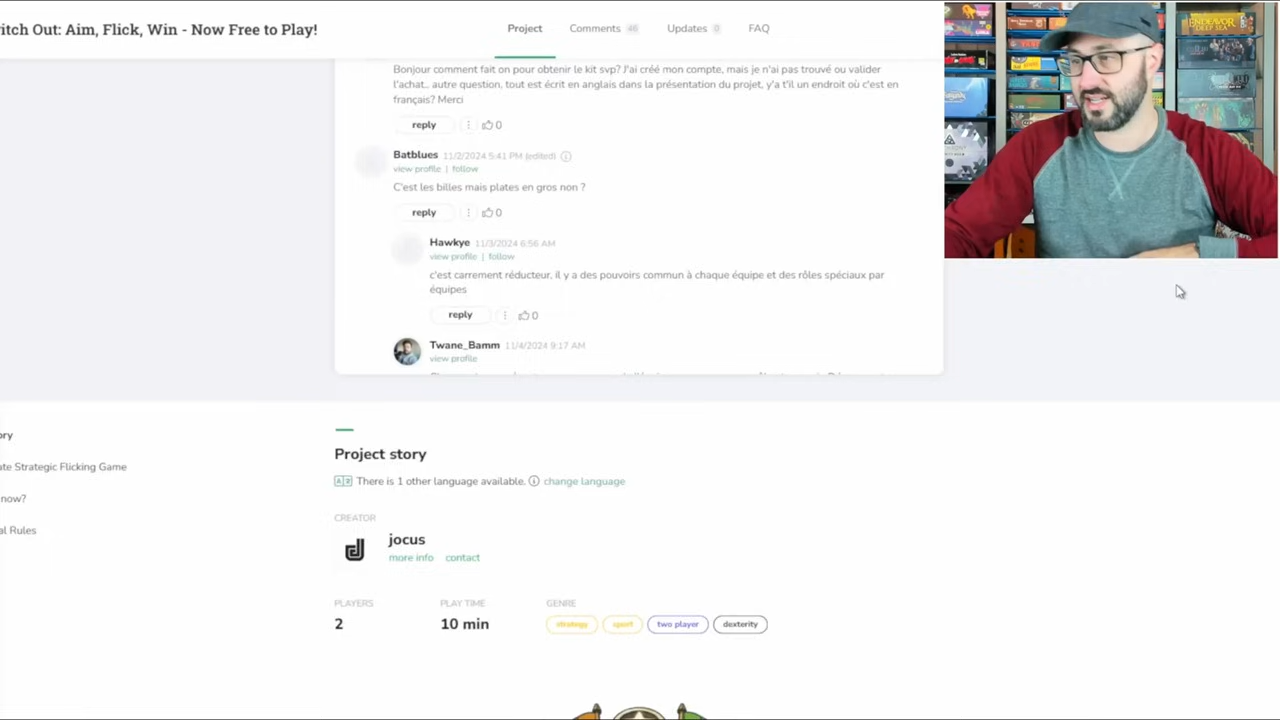 itch Out: Aim, Flick, Win - Now Free to Play!
Project
Comments 46
Updates 0
FAQ
Bonjour comment fait on pour obtenir le kit svp? J'ai créé mon compte, mais je n'ai pas trouvé ou valider
l'achat.. autre question, tout est écrit en anglais dans la présentation du projet, y'a t'il un endroit où c'est en
français? Merci
reply 0
Batblues 11/2/2024 5:41 PM (edited)
view profile | follow
C'est les billes mais plates en gros non ?
reply 0
Hawkye 11/3/2024 6:56 AM
view profile | follow
c'est carrement réducteur, il y a des pouvoirs commun à chaque équipe et des rôles spéciaux par
équipes
reply 0
Twane_Bamm 11/4/2024 9:17 AM
view profile
ory
ate Strategic Flicking Game
now?
al Rules
Project story
There is 1 other language available. change language
CREATOR
jocus
more info contact
PLAYERS
2
PLAY TIME
10 min
GENRE
strategy sport two player dexterity
ENDEAVOR
DEEP SEA